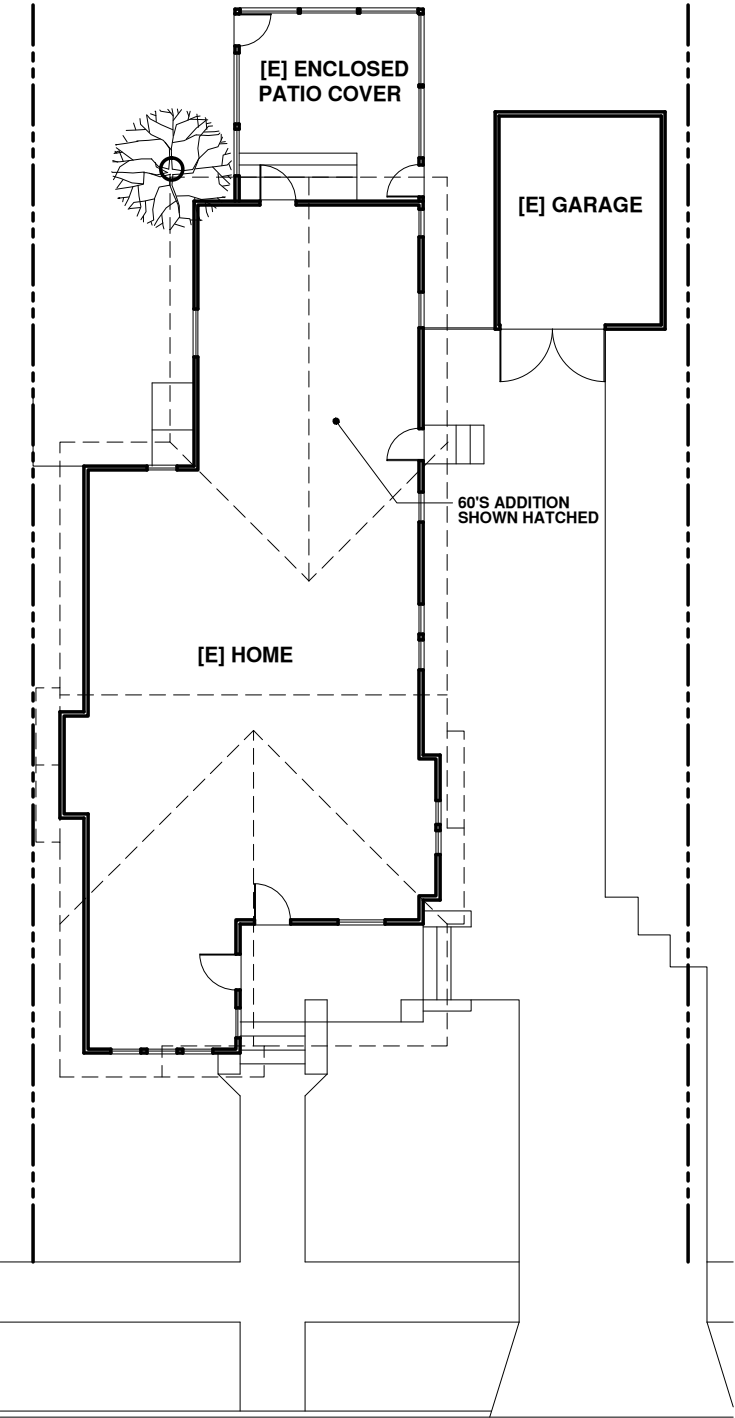 [E] ENCLOSED
PATIO COVER
[E] GARAGE
60'S ADDITION
SHOWN HATCHED
[E] HOME